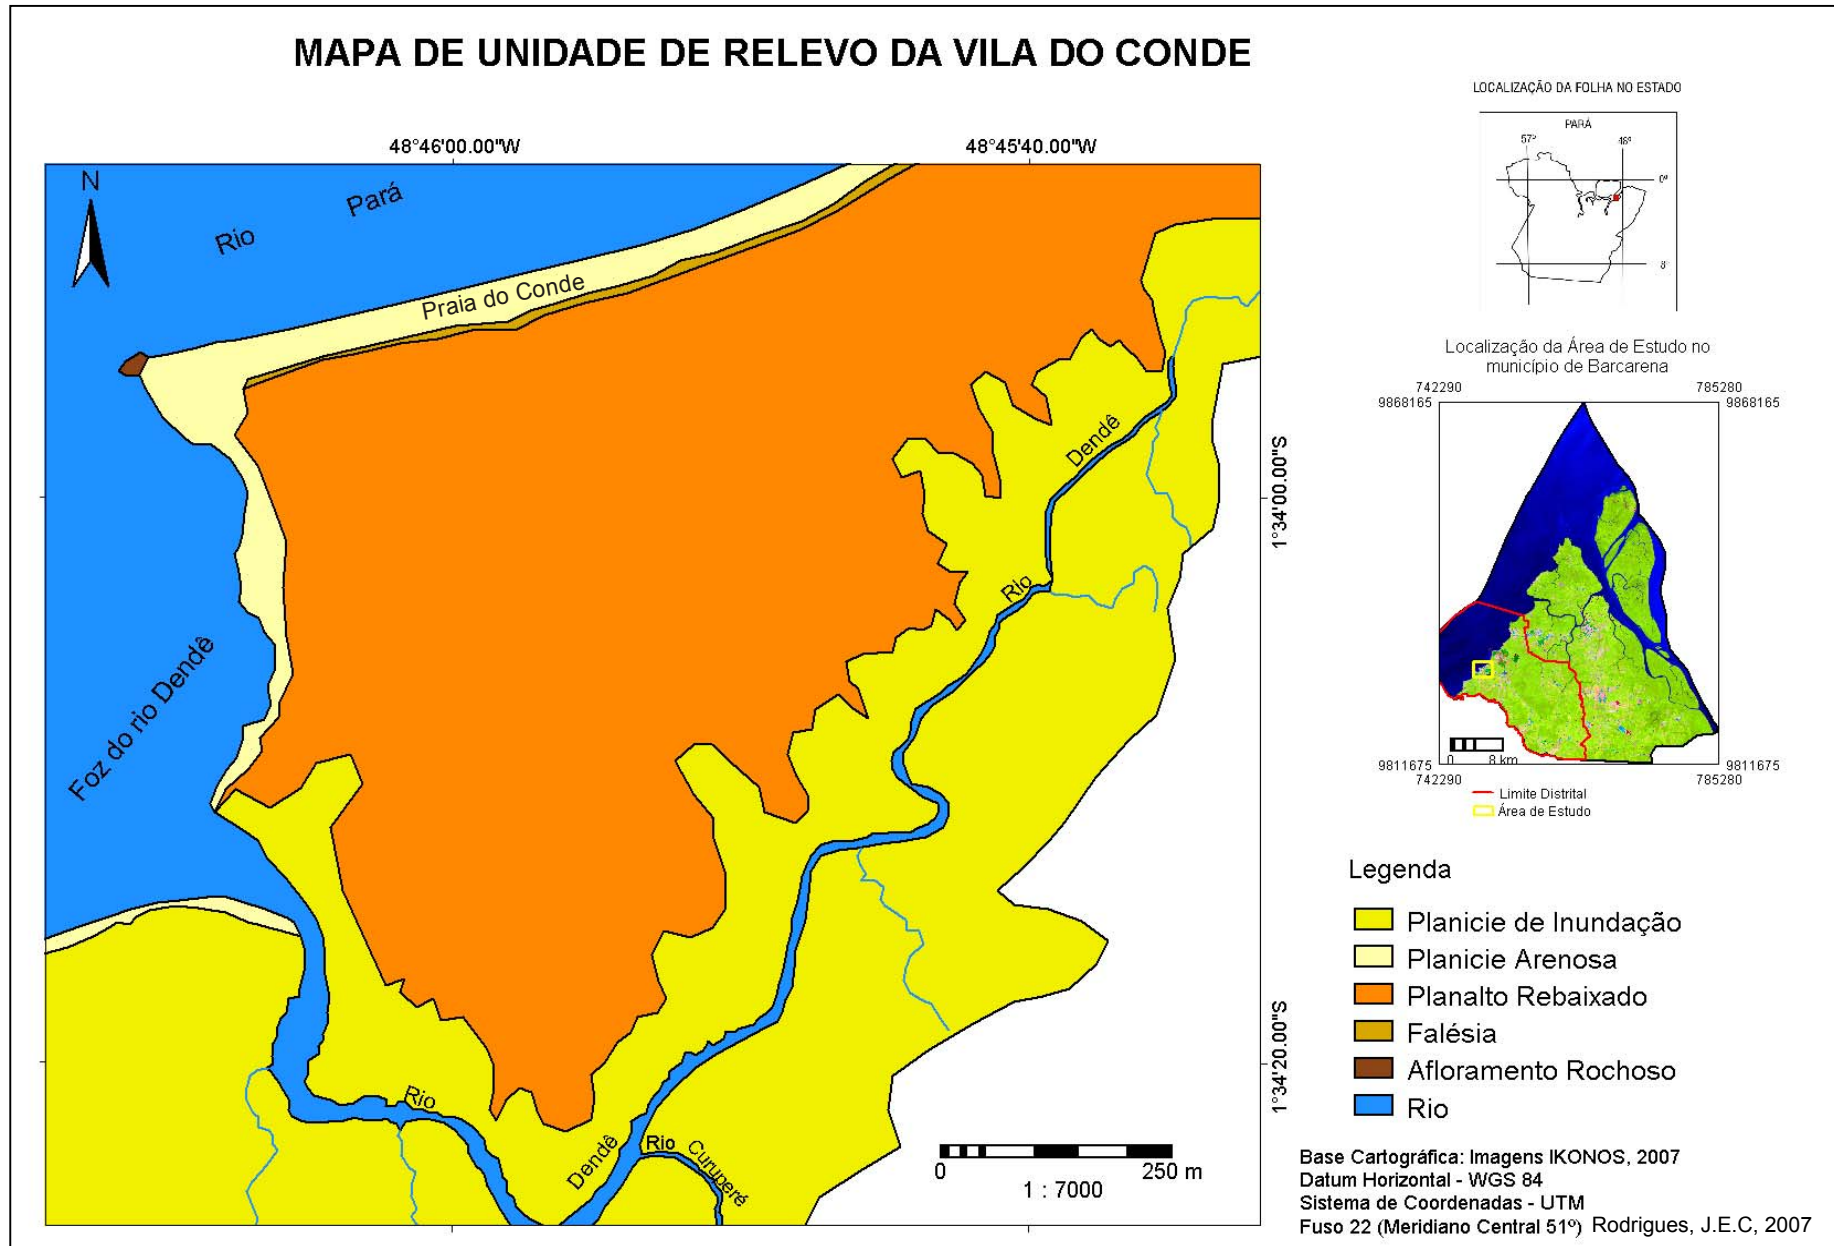 MAPA DE UNIDADE DE RELEVO DA VILA DO CONDE
48°46'00.00"W
48°45'40.00"W
N
Rio Pará
Praia do Conde
Foz do rio Dendê
Rio Dendê
1°34'00.00"S
1°34'20.00"S
Rio
Dendê
Rio Curuperé
0 250 m
1 : 7000
LOCALIZAÇÃO DA FOLHA NO ESTADO
PARÁ
57º
48º
0º
8º
Localização da Área de Estudo no
município de Barcarena
742290 785280
9868165 9868165
0 8 km
9811675 9811675
742290 785280
Limite Distrital
Área de Estudo
Legenda
Planicie de Inundação
Planicie Arenosa
Planalto Rebaixado
Falésia
Afloramento Rochoso
Rio
Base Cartográfica: Imagens IKONOS, 2007
Datum Horizontal - WGS 84
Sistema de Coordenadas - UTM
Fuso 22 (Meridiano Central 51º) Rodrigues, J.E.C, 2007